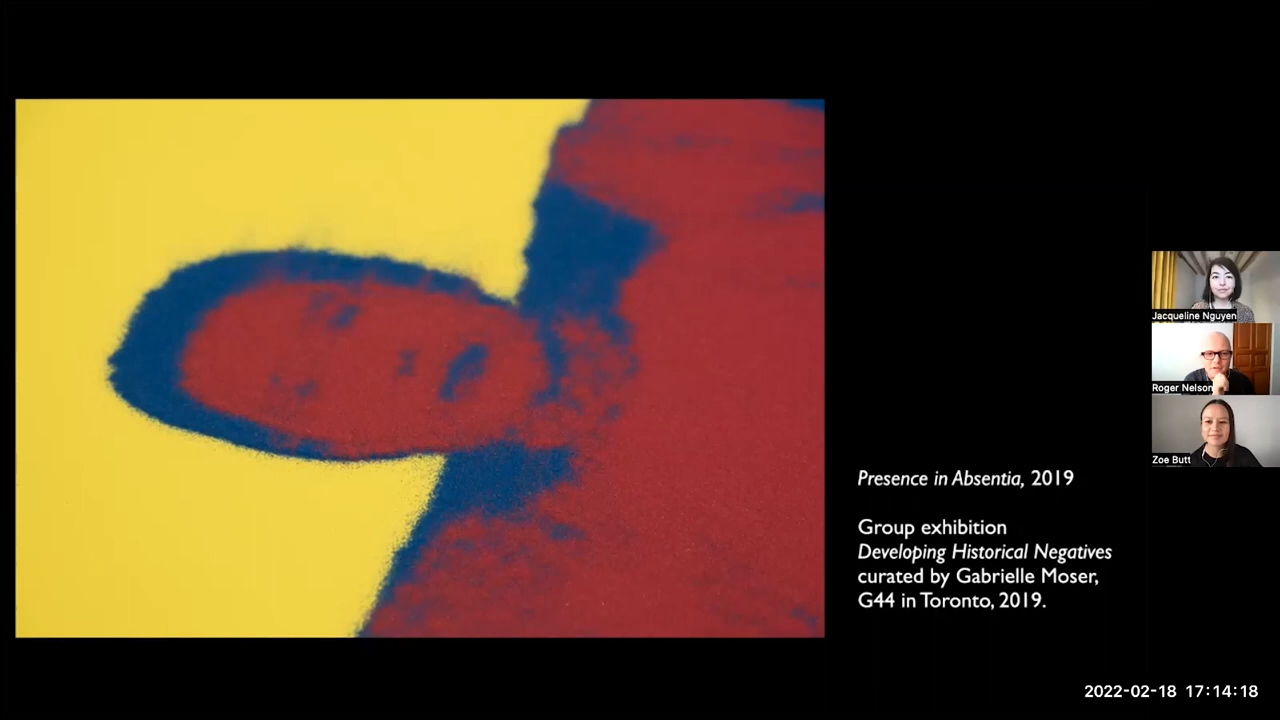 Jacqueline Nguyen
Roger Nelson
Zoe Butt
Presence in Absentia, 2019
Group exhibition
Developing Historical Negatives
curated by Gabrielle Moser,
G44 in Toronto, 2019.
2022-02-18 17:14:18